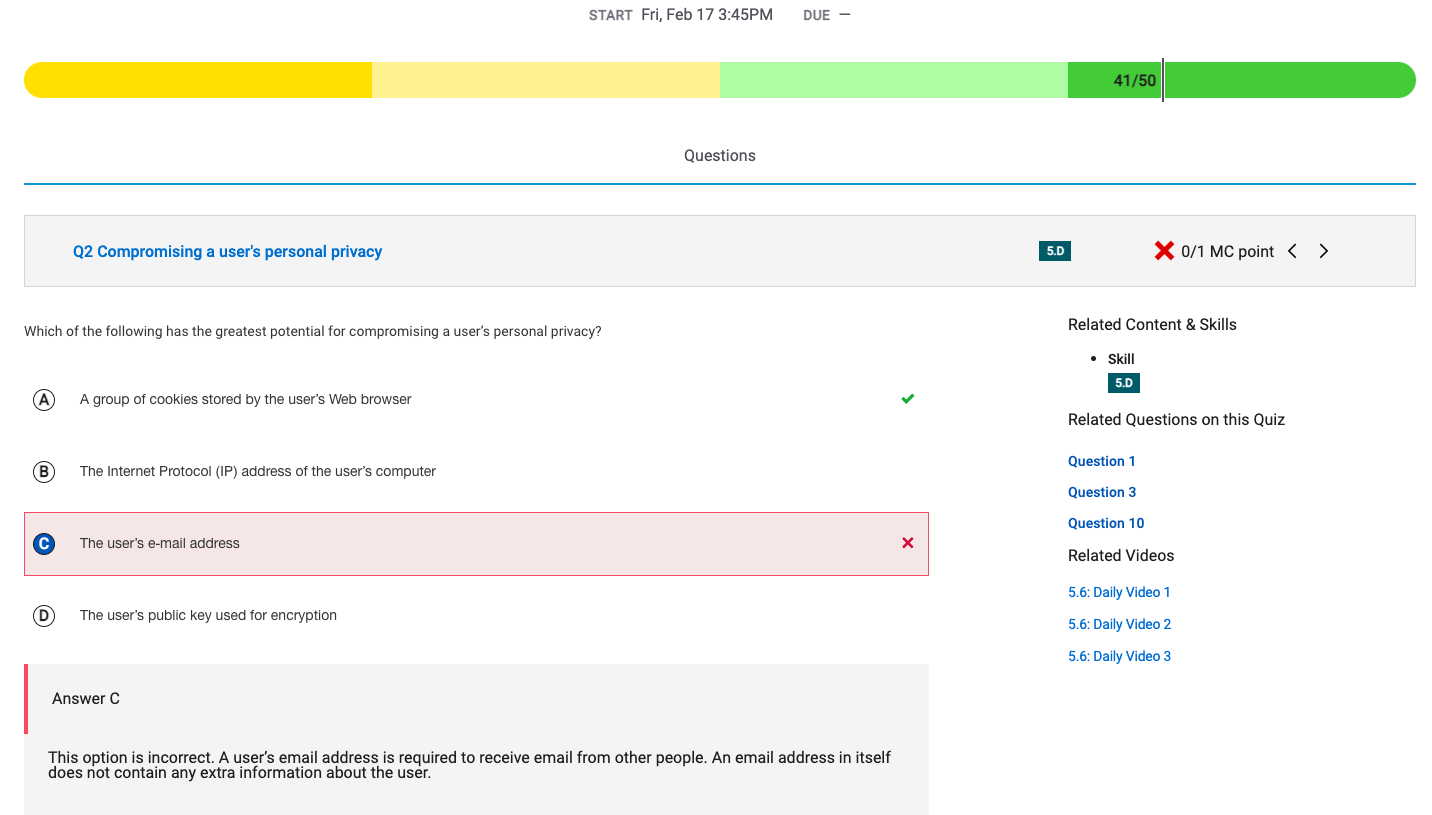 START Fri, Feb 17 3:45PM DUE —
41/50
Questions
Q2 Compromising a user's personal privacy 5.D 0/1 MC point
Which of the following has the greatest potential for compromising a user’s personal privacy?
A A group of cookies stored by the user’s Web browser
B The Internet Protocol (IP) address of the user’s computer
C The user’s e-mail address
D The user’s public key used for encryption
Answer C
This option is incorrect. A user’s email address is required to receive email from other people. An email address in itself
does not contain any extra information about the user.
Related Content & Skills
• Skill
5.D
Related Questions on this Quiz
Question 1
Question 3
Question 10
Related Videos
5.6: Daily Video 1
5.6: Daily Video 2
5.6: Daily Video 3